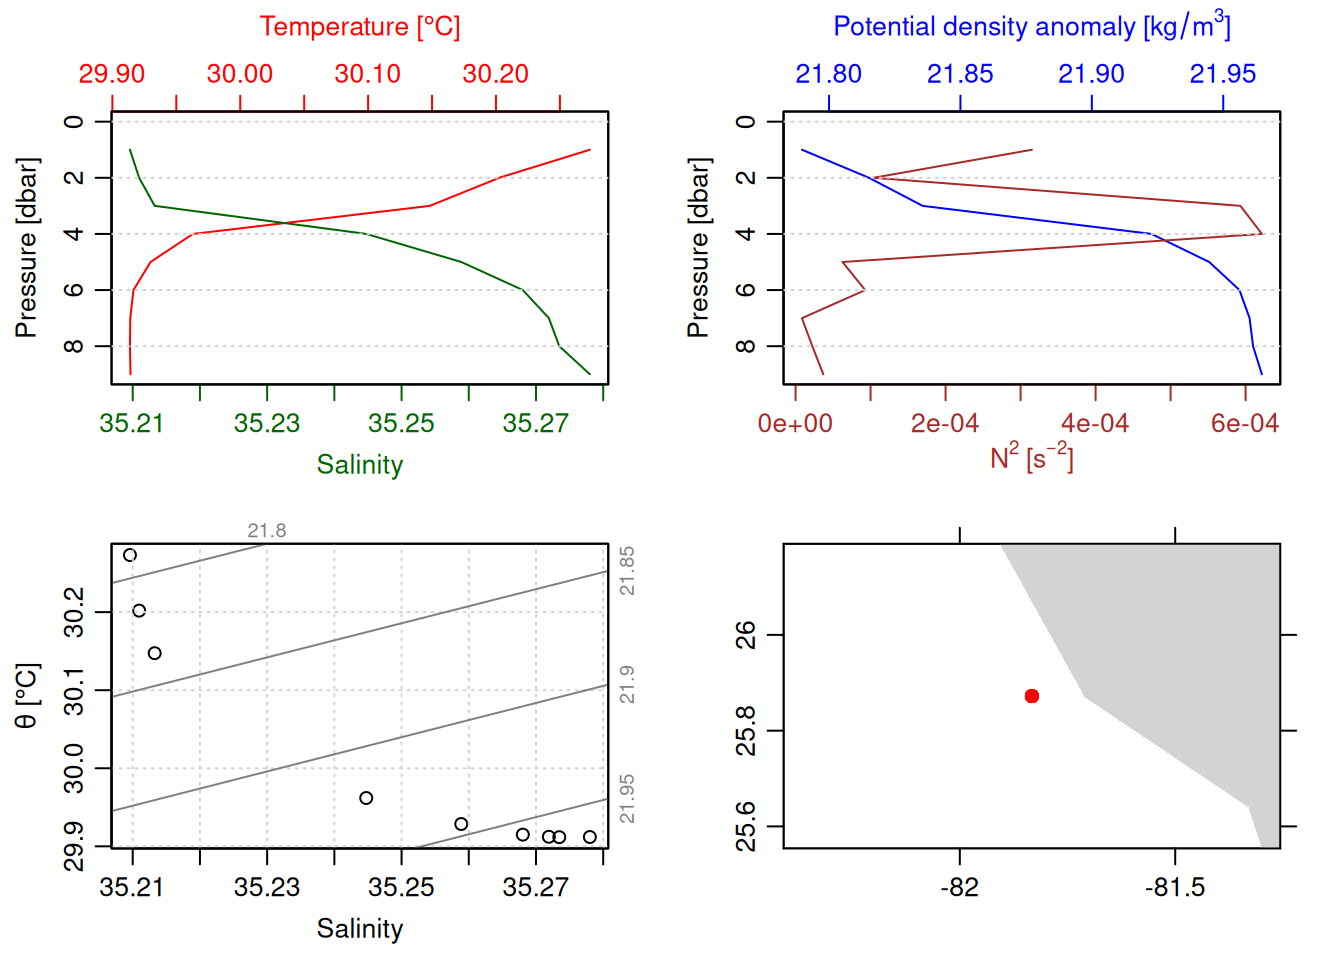 Temperature [°C]
29.90 30.00 30.10 30.20
Pressure [dbar]
0
2
4
6
8
35.21 35.23 35.25 35.27
Salinity
Potential density anomaly [kg/m³]
21.80 21.85 21.90 21.95
Pressure [dbar]
0
2
4
6
8
0e+00 2e-04 4e-04 6e-04
N² [s⁻²]
21.8
21.85
21.9
21.95
θ [°C]
30.2
30.1
30.0
29.9
35.21 35.23 35.25 35.27
Salinity
26
25.8
25.6
-82 -81.5